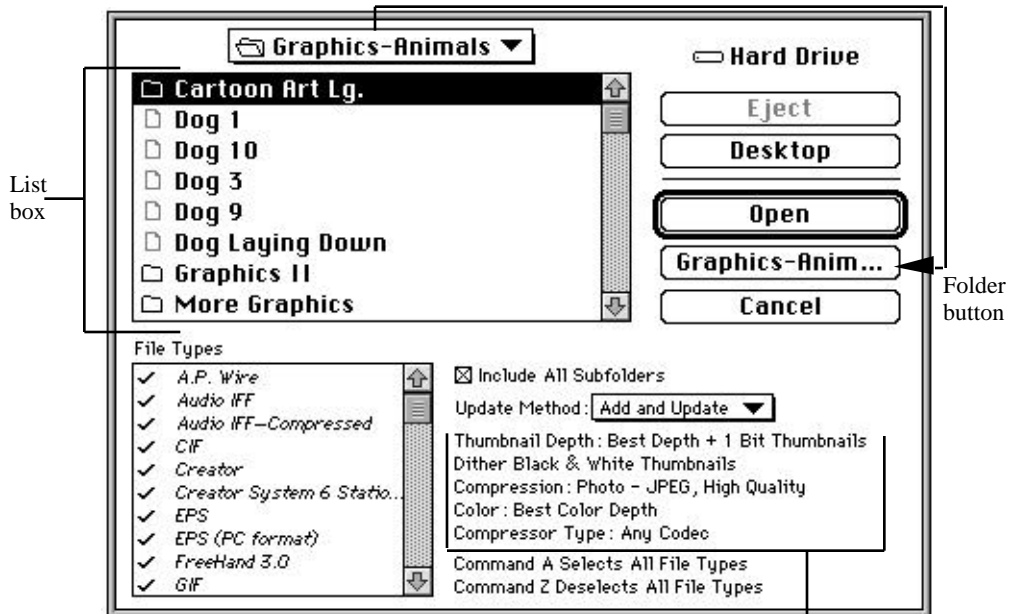 Graphics-Animals
Hard Drive
Cartoon Art Lg.
Dog 1
Dog 10
Dog 3
Dog 9
Dog Laying Down
Graphics II
More Graphics
Eject
Desktop
Open
Graphics-Anim...
Cancel
List
box
Folder
button
File Types
A.P. Wire
Audio IFF
Audio IFF-Compressed
CIF
Creator
Creator System 6 Statio...
EPS
EPS (PC format)
FreeHand 3.0
GIF
Include All Subfolders
Update Method: Add and Update
Thumbnail Depth: Best Depth + 1 Bit Thumbnails
Dither Black & White Thumbnails
Compression: Photo - JPEG, High Quality
Color: Best Color Depth
Compressor Type: Any Codec
Command A Selects All File Types
Command Z Deselects All File Types